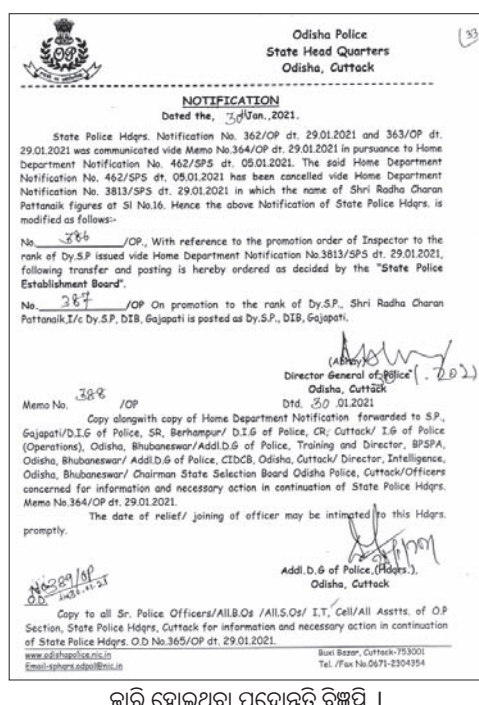 Odisha Police
State Head Quarters
Odisha, Cuttack
33
NOTIFICATION
Dated the, 30th Jan.,2021.
State Police Hdqrs. Notification No. 362/OP dt. 29.01.2021 and 363/OP dt.
29.01.2021 was communicated vide Memo No.364/OP dt. 29.01.2021 in pursuance to Home
Department Notification No. 462/SPS dt. 05.01.2021. The said Home Department
Notification No. 462/SPS dt. 05.01.2021 has been cancelled vide Home Department
Notification No. 3813/SPS dt. 29.01.2021 in which the name of Shri Radha Charan
Pattanaik figures at Sl No.16. Hence the above Notification of State Police Hdqrs. is
modified as follows:-
No. 386 /OP., With reference to the promotion order of Inspector to the
rank of Dy.S.P issued vide Home Department Notification No.3813/SPS dt. 29.01.2021,
following transfer and posting is hereby ordered as decided by the "State Police
Establishment Board".
No. 387 /OP On promotion to the rank of Dy.S.P., Shri Radha Charan
Pattanaik,I/c Dy.S.P, DIB, Gajapati is posted as Dy.S.P., DIB, Gajapati.
(Abhay)
Director General of Police
Odisha, Cuttack
Memo No. 388 /OP Dtd. 30 .01.2021
Copy alongwith copy of Home Department Notification forwarded to S.P.,
Gajapati/D.I.G of Police, SR, Berhampur/ D.I.G of Police, CR, Cuttack/ I.G of Police
(Operations), Odisha, Bhubaneswar/Addl.D.G of Police, Training and Director, BPSPA,
Odisha, Bhubaneswar/ Addl.D.G of Police, CIDCB, Odisha, Cuttack/ Director, Intelligence,
Odisha, Bhubaneswar/ Chairman State Selection Board Odisha Police, Cuttack/Officers
concerned for information and necessary action in continuation of State Police Hdqrs.
Memo No.364/OP dt. 29.01.2021.
The date of relief/ joining of officer may be intimated to this Hdqrs.
promptly.
Addl.D.G of Police,(Hdqrs.),
Odisha, Cuttack
No 389/OP
O.D. dt 30.01.21
Copy to all Sr. Police Officers/All.B.Os /All.S.Os/ I.T, Cell/All Asstts. of O.P
Section, State Police Hdqrs, Cuttack for information and necessary action in continuation
of State Police Hdqrs. O.D No.365/OP dt. 29.01.2021.
www.odishapolice.nic.in Buxi Bazar, Cuttack-753001
Email-sphqrs.odpol@nic.in Tel. /Fax No.0671-2304354
ଜାରି ହୋଇଥିବା ପଦୋନ୍ନତି ବିଜ୍ଞପ୍ତି ।